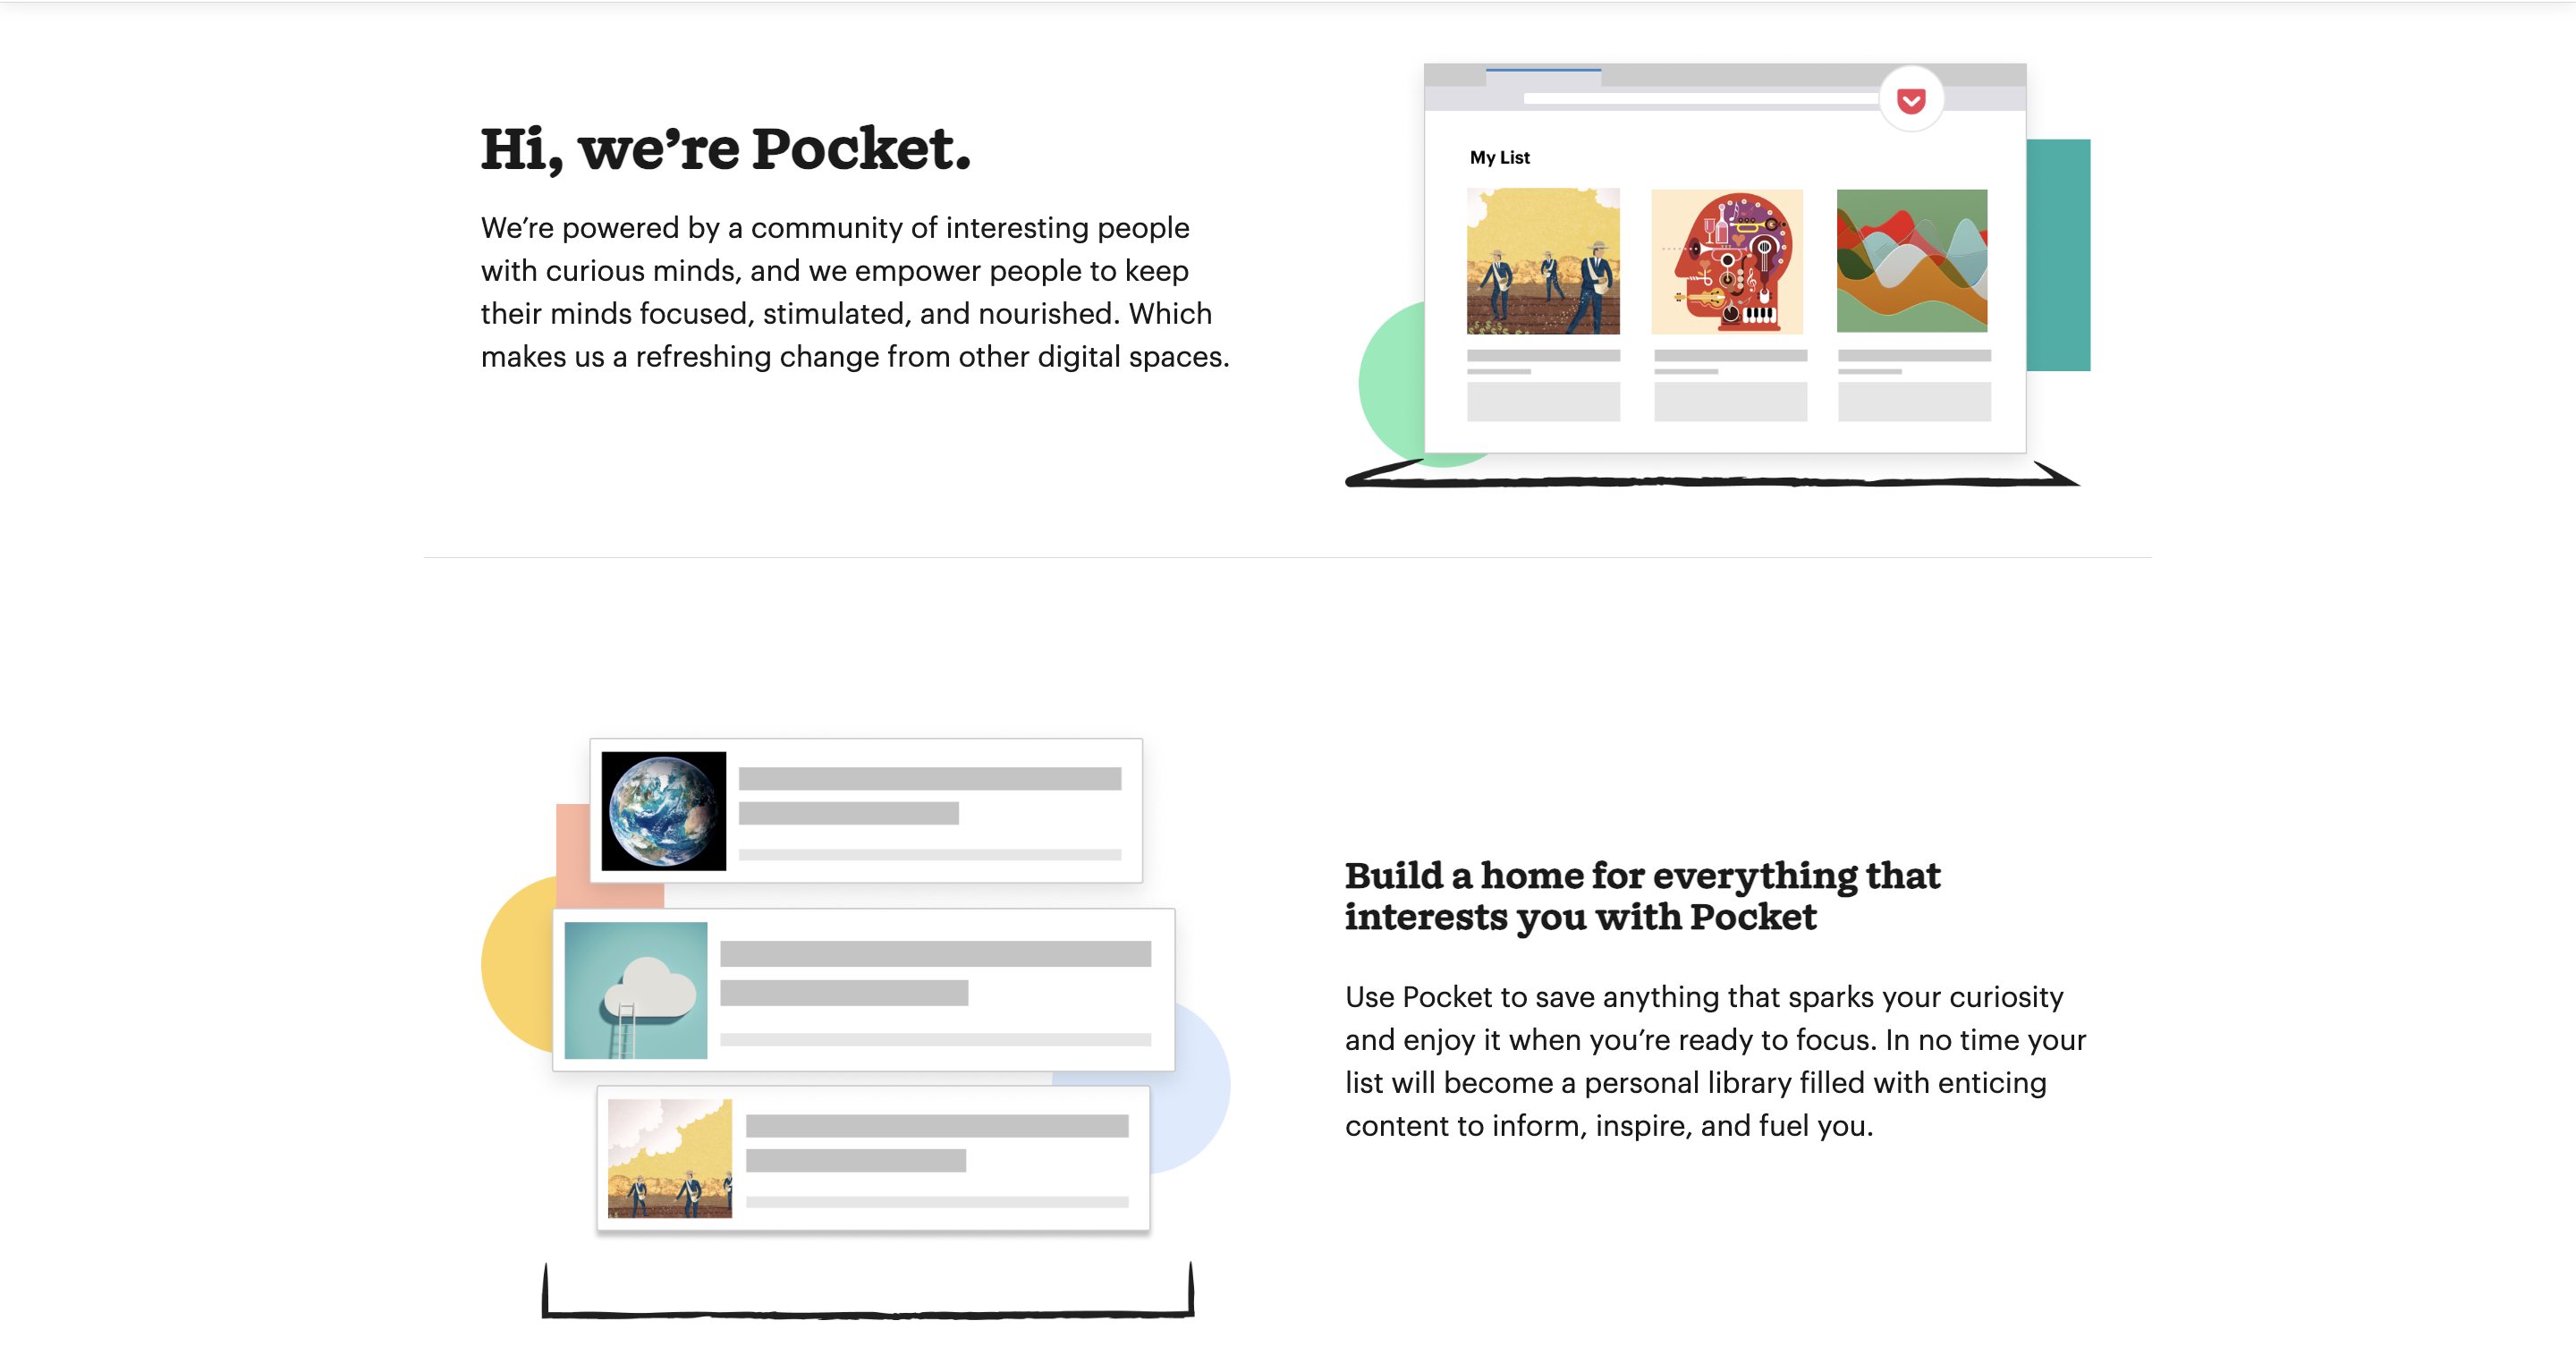 Hi, we’re Pocket.
We’re powered by a community of interesting people
with curious minds, and we empower people to keep
their minds focused, stimulated, and nourished. Which
makes us a refreshing change from other digital spaces.
My List
Build a home for everything that
interests you with Pocket
Use Pocket to save anything that sparks your curiosity
and enjoy it when you’re ready to focus. In no time your
list will become a personal library filled with enticing
content to inform, inspire, and fuel you.